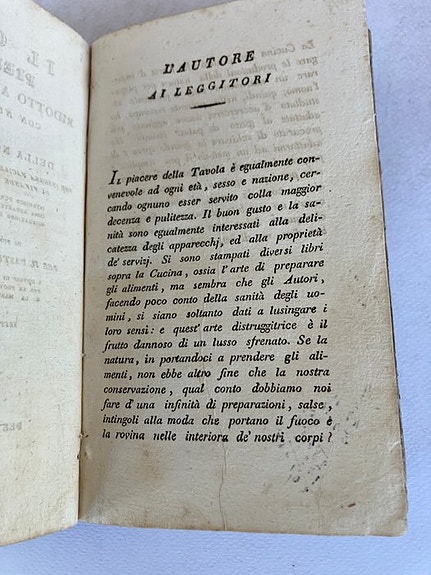 L'AUTORE
AI LEGGITORI
IL piacere della Tavola è egualmente con-
venevole ad ogni età, sesso e nazione, cer-
cando ognuno esser servito colla maggior
decenza e pulitezza. Il buon gusto e la sa-
nità sono egualmente interessati alla deli-
catezza degli apparecchj, ed alla proprietà
de' servizj. Si sono stampati diversi libri
sopra la Cucina, ossia l'arte di preparare
gli alimenti, ma sembra che gli Autori,
facendo poco conto della sanità degli uo-
mini, si siano soltanto dati a lusingare i
loro sensi: e quest'arte distruggitrice è il
frutto dannoso di un lusso sfrenato. Se la
natura, in portandoci a prendere gli ali-
menti, non ebbe altro fine che la nostra
conservazione, qual conto dobbiamo noi
fare d'una infinità di preparazioni, salse,
intingoli alla moda che portano il fuoco e
la rovina nelle interiora de' nostri corpi?